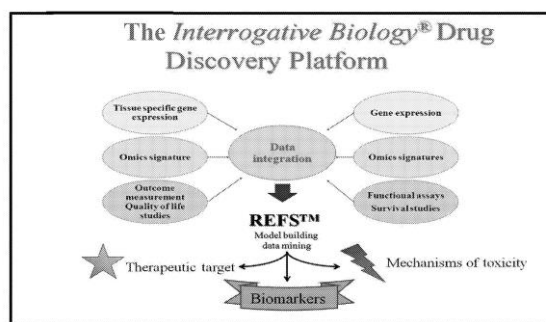 The Interrogative Biology® Drug
Discovery Platform
Tissue specific gene
expression
Gene expression
Omics signature
Data
integration
Omics signatures
Outcome
measurement
Quality of life
studies
Functional assays
Survival studies
REFS™
Model building
data mining
Therapeutic target
Mechanisms of toxicity
Biomarkers